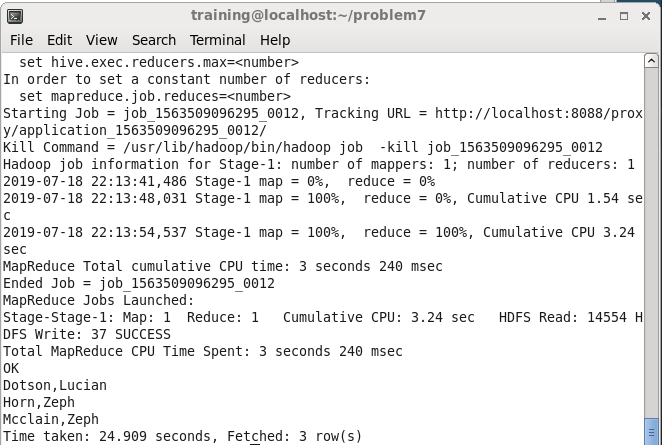 training@localhost:~/problem7
File Edit View Search Terminal Help
set hive.exec.reducers.max=<number>
In order to set a constant number of reducers:
set mapreduce.job.reduces=<number>
Starting Job = job_1563509096295_0012, Tracking URL = http://localhost:8088/prox
y/application_1563509096295_0012/
Kill Command = /usr/lib/hadoop/bin/hadoop job  -kill job_1563509096295_0012
Hadoop job information for Stage-1: number of mappers: 1; number of reducers: 1
2019-07-18 22:13:41,486 Stage-1 map = 0%,  reduce = 0%
2019-07-18 22:13:48,031 Stage-1 map = 100%,  reduce = 0%, Cumulative CPU 1.54 se
c
2019-07-18 22:13:54,537 Stage-1 map = 100%,  reduce = 100%, Cumulative CPU 3.24
sec
MapReduce Total cumulative CPU time: 3 seconds 240 msec
Ended Job = job_1563509096295_0012
MapReduce Jobs Launched:
Stage-Stage-1: Map: 1  Reduce: 1   Cumulative CPU: 3.24 sec   HDFS Read: 14554 H
DFS Write: 37 SUCCESS
Total MapReduce CPU Time Spent: 3 seconds 240 msec
OK
Dotson,Lucian
Horn,Zeph
Mcclain,Zeph
Time taken: 24.909 seconds, Fetched: 3 row(s)